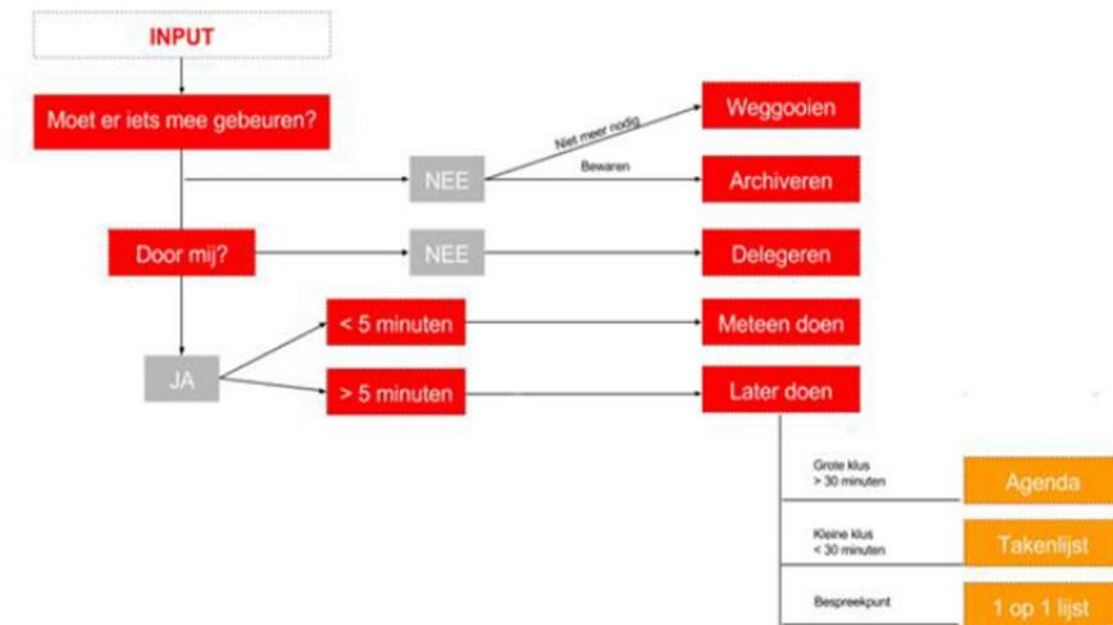 INPUT
Moet er iets mee gebeuren?
Niet meer nodig
Weggooien
NEE
Bewaren
Archiveren
Door mij?
NEE
Delegeren
< 5 minuten
Meteen doen
JA
> 5 minuten
Later doen
Grote klus
> 30 minuten
Agenda
Kleine klus
< 30 minuten
Takenlijst
Bespreekpunt
1 op 1 lijst